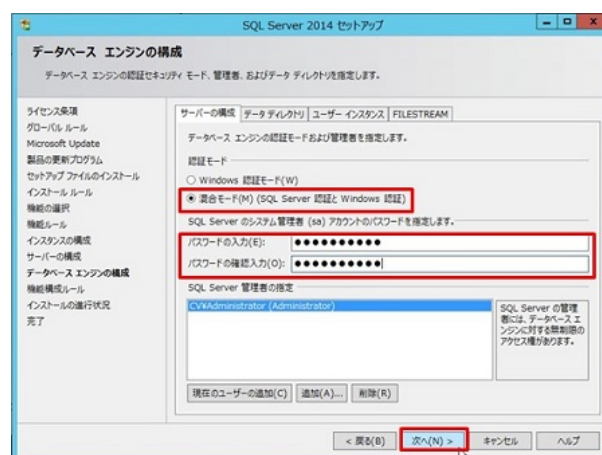 SQL Server 2014 セットアップ
データベース エンジンの構成
データベース エンジンの認証セキュリティ モード、管理者、およびデータ ディレクトリを指定します。
ライセンス条項
グローバル ルール
Microsoft Update
製品の更新プログラム
セットアップ ファイルのインストール
インストール ルール
機能の選択
機能ルール
インスタンスの構成
サーバーの構成
データベース エンジンの構成
機能構成ルール
インストールの進行状況
完了
サーバーの構成 データ ディレクトリ ユーザー インスタンス FILESTREAM
データベース エンジンの認証モードおよび管理者を指定します。
認証モード
Windows 認証モード(W)
混合モード(M) (SQL Server 認証と Windows 認証)
SQL Server のシステム管理者 (sa) アカウントのパスワードを指定します。
パスワードの入力(E): ●●●●●●●●●●
パスワードの確認入力(O): ●●●●●●●●●●
SQL Server 管理者の指定
CV¥Administrator (Administrator)
SQL Server の管理
者には、データベース エ
ンジンに対する無制限の
アクセス権があります。
現在のユーザーの追加(C) 追加(A)... 削除(R)
< 戻る(B) 次へ(N) > キャンセル ヘルプ